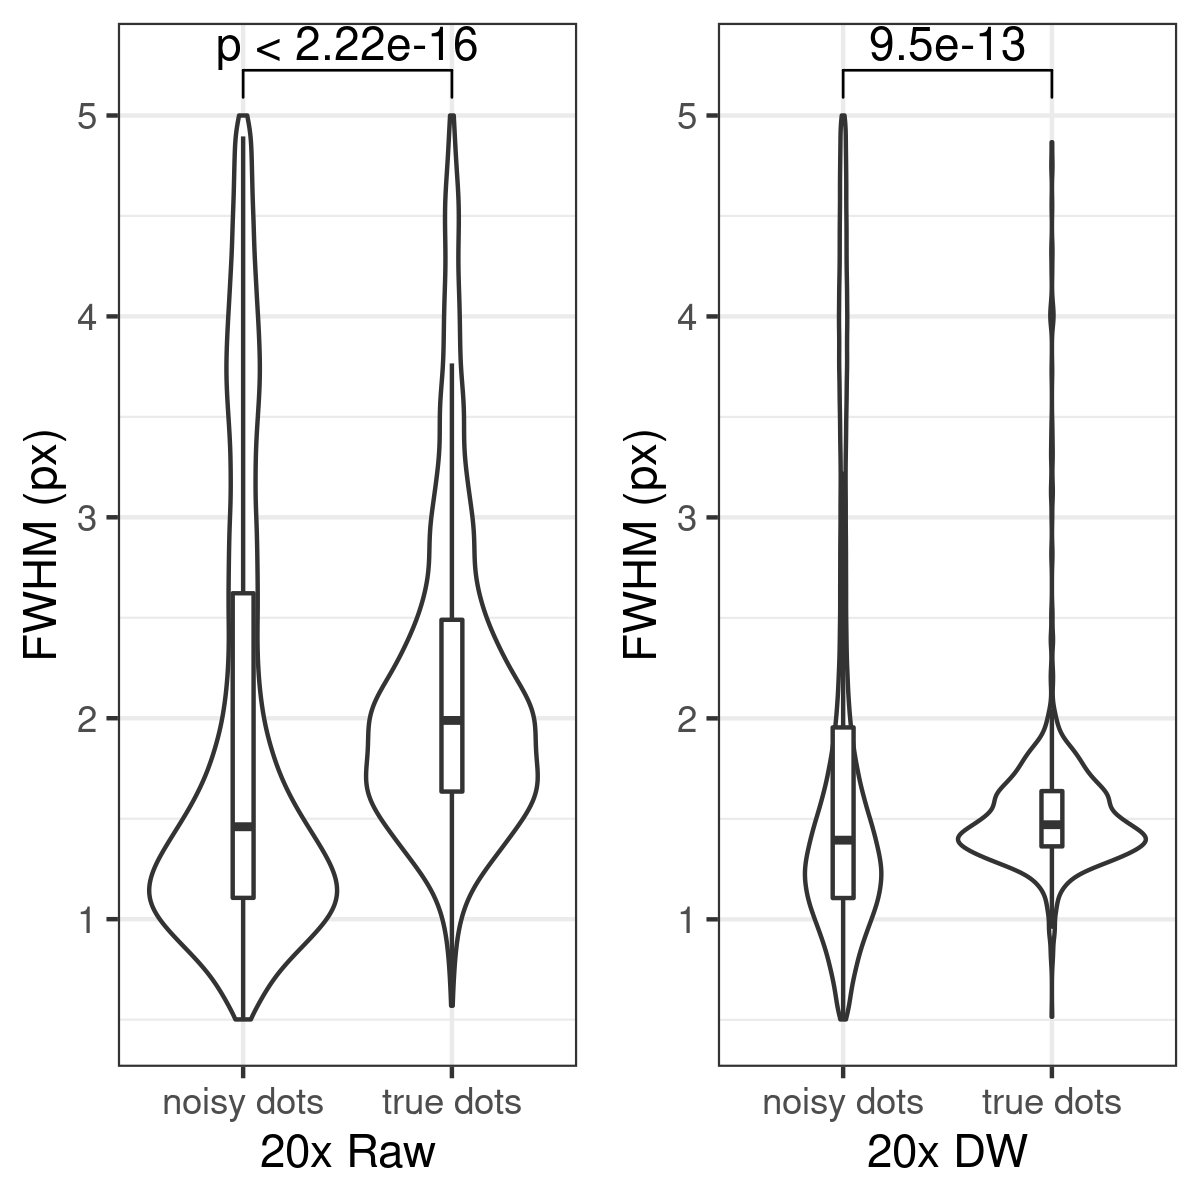 p < 2.22e-16
FWHM (px)
5
4
3
2
1
noisy dots
true dots
20x Raw
9.5e-13
FWHM (px)
5
4
3
2
1
noisy dots
true dots
20x DW